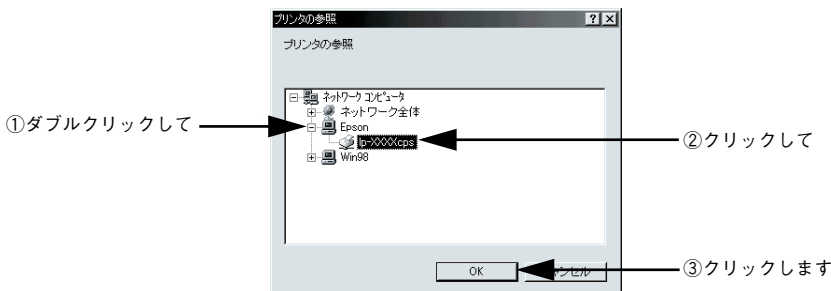 プリンタの参照
プリンタの参照
ネットワーク コンピュータ
ネットワーク全体
①ダブルクリックして
Epson
lp-XXXXcps
②クリックして
Win98
OK
③クリックします